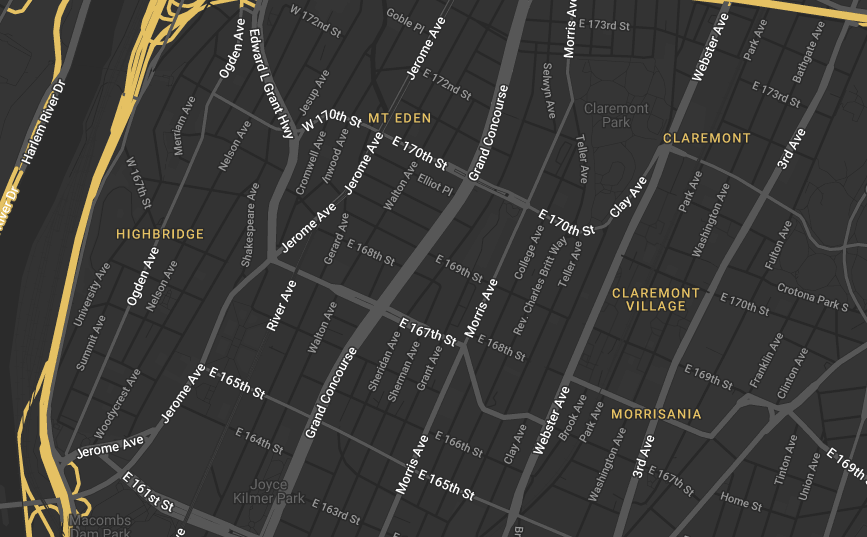 W 172nd St
Goble Pl
Morris Ave
E 173rd St
Ogden Ave
Edward L Grant Hwy
Jerome Ave
Webster Ave
Park Ave
Bathgate Ave
E 172nd St
Selwyn Ave
E 173rd St
Harlem River Dr
Jesup Ave
Grand Concourse
Claremont
Park
Merriam Ave
W 170th St
MT EDEN
Nelson Ave
CLAREMONT
E 170th St
3rd Ave
Cromwell Ave
Jerome Ave
Teller Ave
W 167th St
Walton Ave
Elliot Pl
Clay Ave
Park Ave
Shakespeare Ave
Jerome Ave
E 170th St
Washington Ave
HIGHBRIDGE
Gerard Ave
E 168th St
College Ave
Rev. Charles Britt Way
Teller Ave
Fulton Ave
Ogden Ave
Nelson Ave
E 169th St
University Ave
River Ave
Morris Ave
CLAREMONT
VILLAGE
E 170th St
Crotona Park S
Walton Ave
Summit Ave
E 167th St
E 168th St
Sheridan Ave
Sherman Ave
Grant Ave
Franklin Ave
Clinton Ave
E 169th St
Woodycrest Ave
Jerome Ave
E 165th St
Grand Concourse
Webster Ave
Brook Ave
Park Ave
MORRISANIA
Jerome Ave
E 164th St
E 166th St
Clay Ave
Washington Ave
3rd Ave
Tinton Ave
Union Ave
E 169th
Morris Ave
E 165th St
E 167th St
Joyce
Kilmer Park
E 161st St
E 163rd St
Home St
Macombs
Dam Park